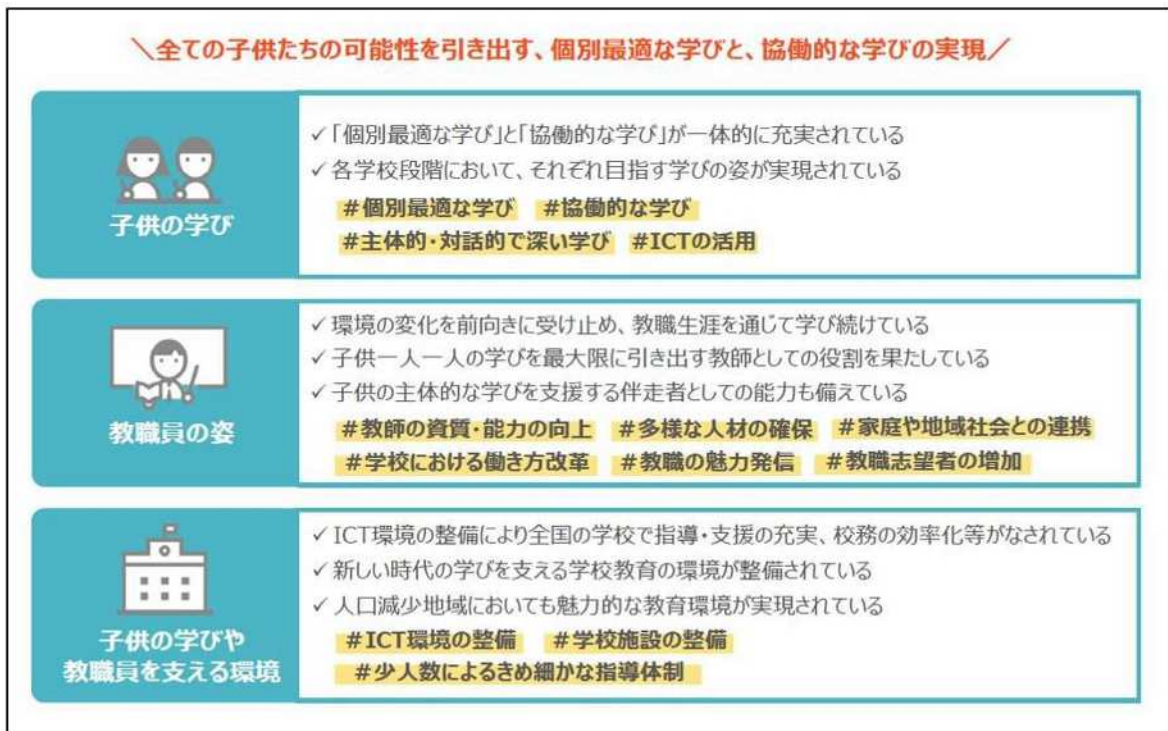 ＼全ての子供たちの可能性を引き出す、個別最適な学びと、協働的な学びの実現／
子供の学び
✓「個別最適な学び」と「協働的な学び」が一体的に充実されている
✓各学校段階において、それぞれ目指す学びの姿が実現されている
＃個別最適な学び ＃協働的な学び
＃主体的・対話的で深い学び ＃ICTの活用
教職員の姿
✓環境の変化を前向きに受け止め、教職生涯を通じて学び続けている
✓子供一人一人の学びを最大限に引き出す教師としての役割を果たしている
✓子供の主体的な学びを支援する伴走者としての能力も備えている
＃教師の資質・能力の向上 ＃多様な人材の確保 ＃家庭や地域社会との連携
＃学校における働き方改革 ＃教職の魅力発信 ＃教職志望者の増加
子供の学びや
教職員を支える環境
✓ICT環境の整備により全国の学校で指導・支援の充実、校務の効率化等がなされている
✓新しい時代の学びを支える学校教育の環境が整備されている
✓人口減少地域においても魅力的な教育環境が実現されている
＃ICT環境の整備 ＃学校施設の整備
＃少人数によるきめ細かな指導体制